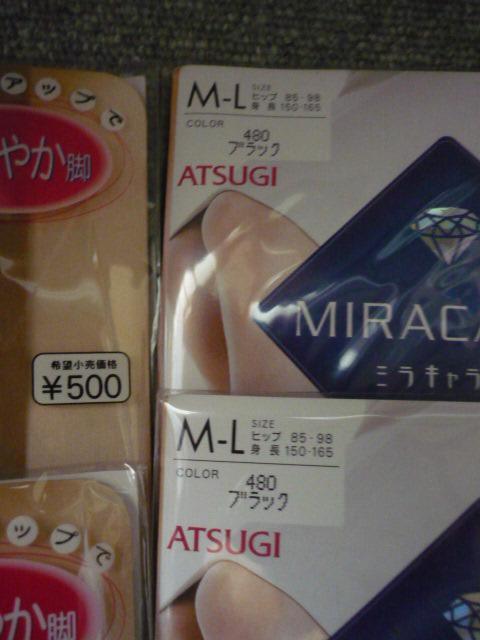 アップで
やか脚
希望小売価格
¥500
ップで
やか脚
M-L
SIZE
ヒップ 85-98
身長 150-165
COLOR
480
ブラック
ATSUGI
MIRACA
ミラキャラ
M-L
SIZE
ヒップ 85-98
身長 150-165
COLOR
480
ブラック
ATSUGI